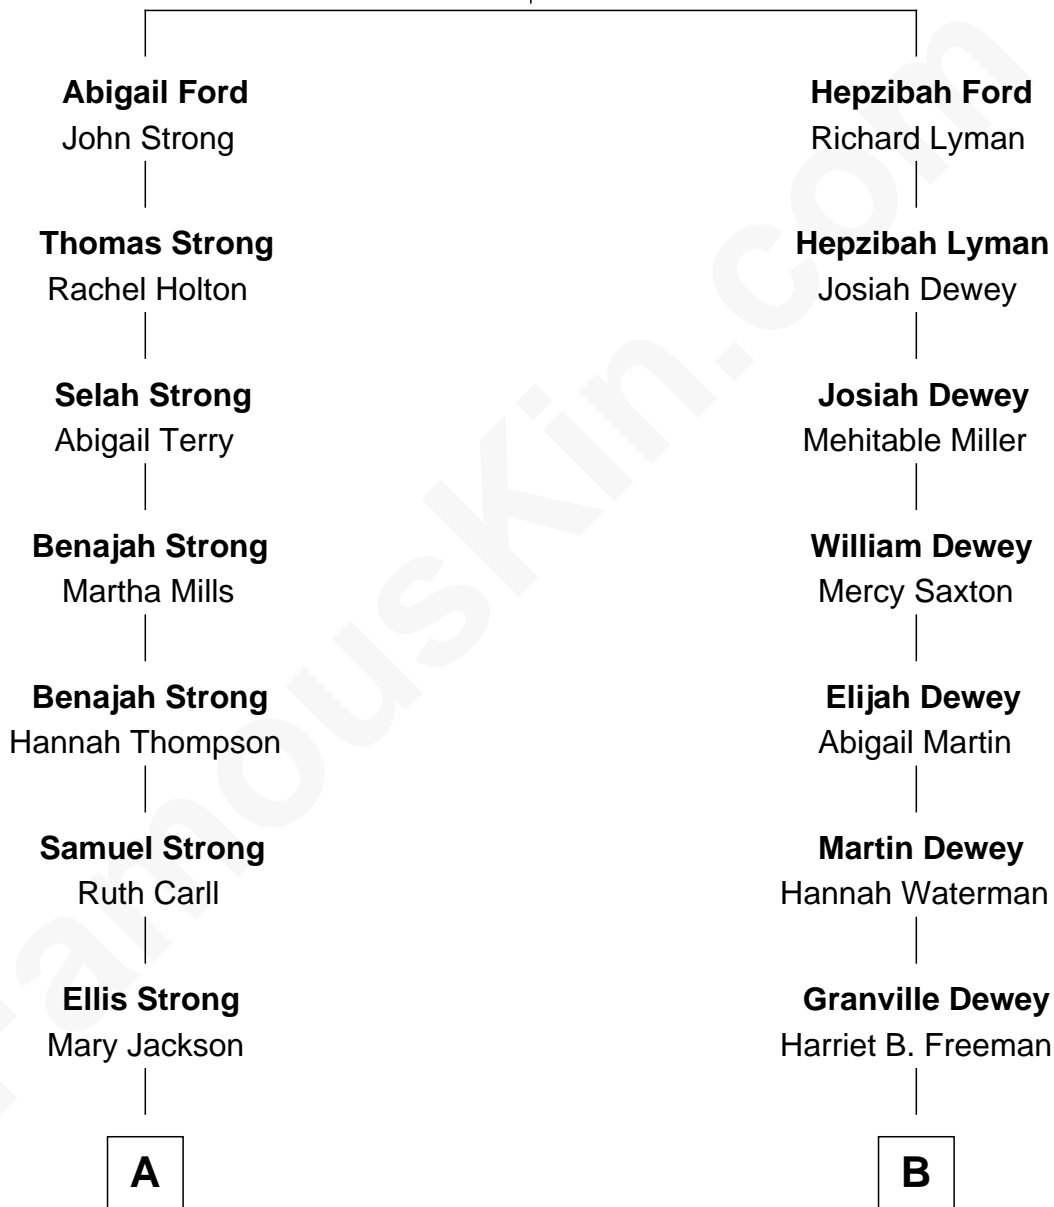 Abigail Ford
John Strong
Thomas Strong
Rachel Holton
Selah Strong
Abigail Terry
Benajah Strong
Martha Mills
Benajah Strong
Hannah Thompson
Samuel Strong
Ruth Carll
Ellis Strong
Mary Jackson
A
Hepzibah Ford
Richard Lyman
Hepzibah Lyman
Josiah Dewey
Josiah Dewey
Mehitable Miller
William Dewey
Mercy Saxton
Elijah Dewey
Abigail Martin
Martin Dewey
Hannah Waterman
Granville Dewey
Harriet B. Freeman
B
FamousKin.com